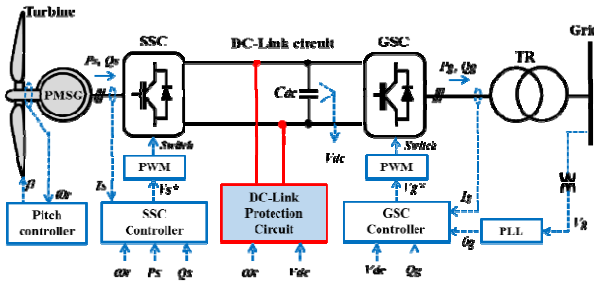 Turbine
SSC
DC-Link circuit
GSC
TR
Grid
Ps, Qs
Pg, Qg
PMSG
Cdc
Vdc
Switch
Switch
PWM
PWM
β
ωr
Is
Vs*
Vg*
Ig
Pitch
controller
SSC
Controller
DC-Link
Protection
Circuit
GSC
Controller
θg
PLL
Vg
ωr
Ps
Qs
ωr
Vdc
Vdc
Qg